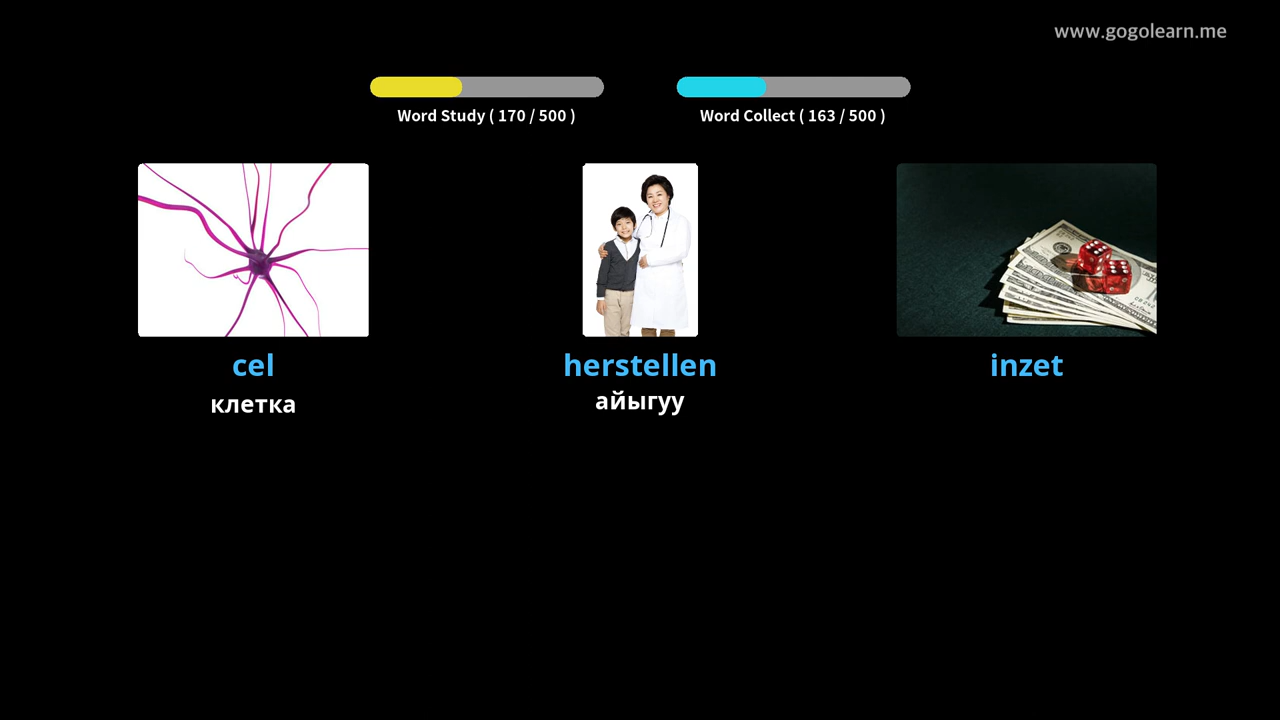 www.gogolearn.me
Word Study ( 170 / 500 )
Word Collect ( 163 / 500 )
cel
клетка
herstellen
айыгуу
inzet